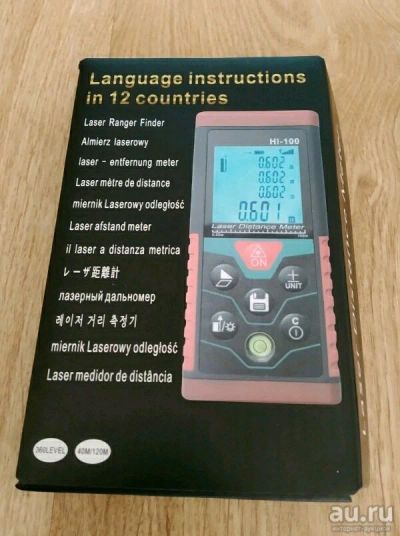 Language instructions
in 12 countries
Laser Ranger Finder
Almierz laserowy
laser - entfernung meter
Laser mètre de distance
miernik Laserowy odległość
Laser afstand meter
il laser a distanza metrica
レーザ距離計
лазерный дальномер
레이저 거리 측정기
miernik Laserowy odległość
Laser medidor de distância
360LEVEL
40M/120M
HI-100
0.602
0.602
0.602
0.601
Laser Distance Meter
ON
UNIT
C
au.ru
интернет-аукцион